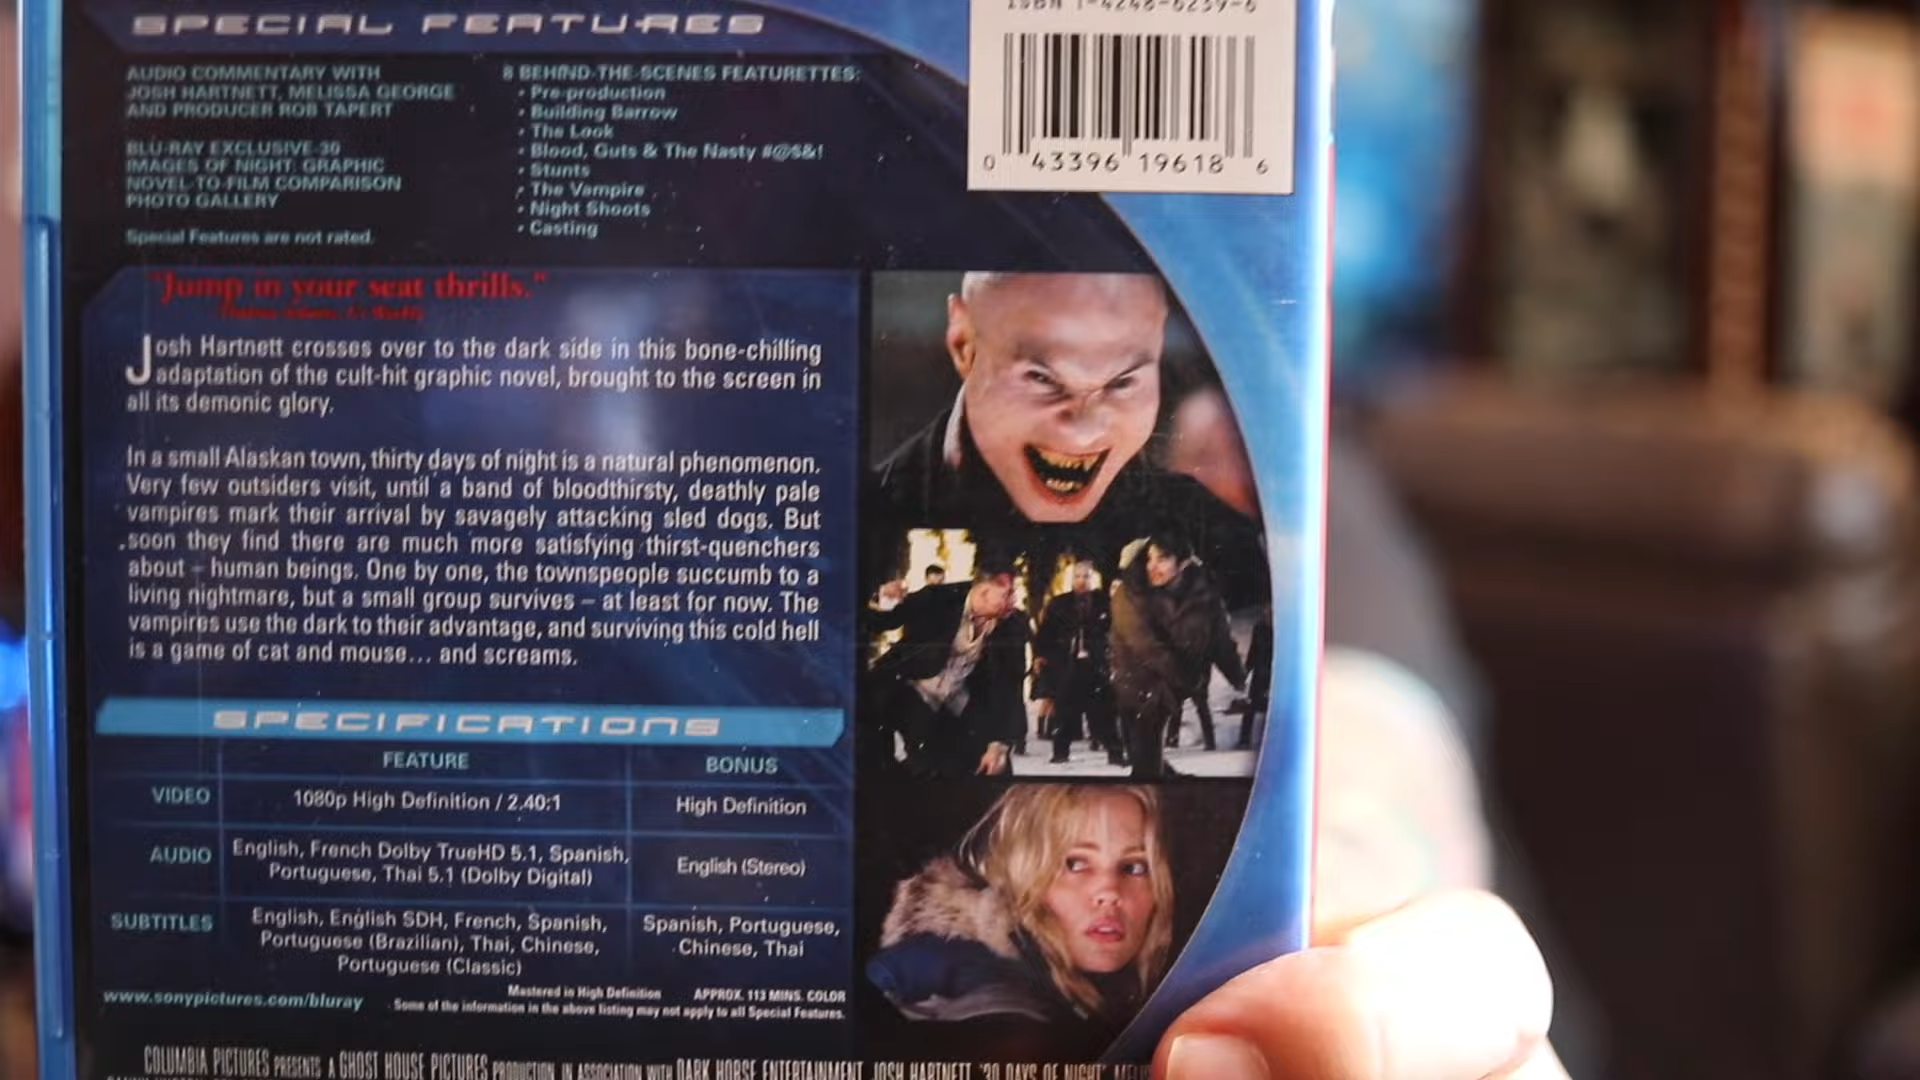 SPECIAL FEATURES
ISBN 1-4248-6239-6
AUDIO COMMENTARY WITH
JOSH HARTNETT, MELISSA GEORGE
AND PRODUCER ROB TAPERT
BLU-RAY EXCLUSIVE-30
IMAGES OF NIGHT: GRAPHIC
NOVEL-TO-FILM COMPARISON
PHOTO GALLERY
Special Features are not rated.
8 BEHIND-THE-SCENES FEATURETTES:
• Pre-production
• Building Barrow
• The Look
• Blood, Guts & The Nasty #@$&!
• Stunts
• The Vampire
• Night Shoots
• Casting
0 43396 19618 6
"Jump in your seat thrills."
Josh Hartnett crosses over to the dark side in this bone-chilling
adaptation of the cult-hit graphic novel, brought to the screen in
all its demonic glory.
In a small Alaskan town, thirty days of night is a natural phenomenon.
Very few outsiders visit, until a band of bloodthirsty, deathly pale
vampires mark their arrival by savagely attacking sled dogs. But
soon they find there are much more satisfying thirst-quenchers
about – human beings. One by one, the townspeople succumb to a
living nightmare, but a small group survives – at least for now. The
vampires use the dark to their advantage, and surviving this cold hell
is a game of cat and mouse... and screams.
SPECIFICATIONS
FEATURE BONUS
VIDEO 1080p High Definition / 2.40:1 High Definition
AUDIO English, French Dolby TrueHD 5.1, Spanish, Portuguese, Thai 5.1 (Dolby Digital) English (Stereo)
SUBTITLES English, English SDH, French, Spanish, Portuguese (Brazilian), Thai, Chinese, Portuguese (Classic) Spanish, Portuguese, Chinese, Thai
www.sonypictures.com/bluray
Mastered in High Definition APPROX. 113 MINS. COLOR
Some of the information in the above listing may not apply to all Special Features.
COLUMBIA PICTURES PRESENTS A GHOST HOUSE PICTURES PRODUCTION IN ASSOCIATION WITH DARK HORSE ENTERTAINMENT JOSH HARTNETT "30 DAYS OF NIGHT"